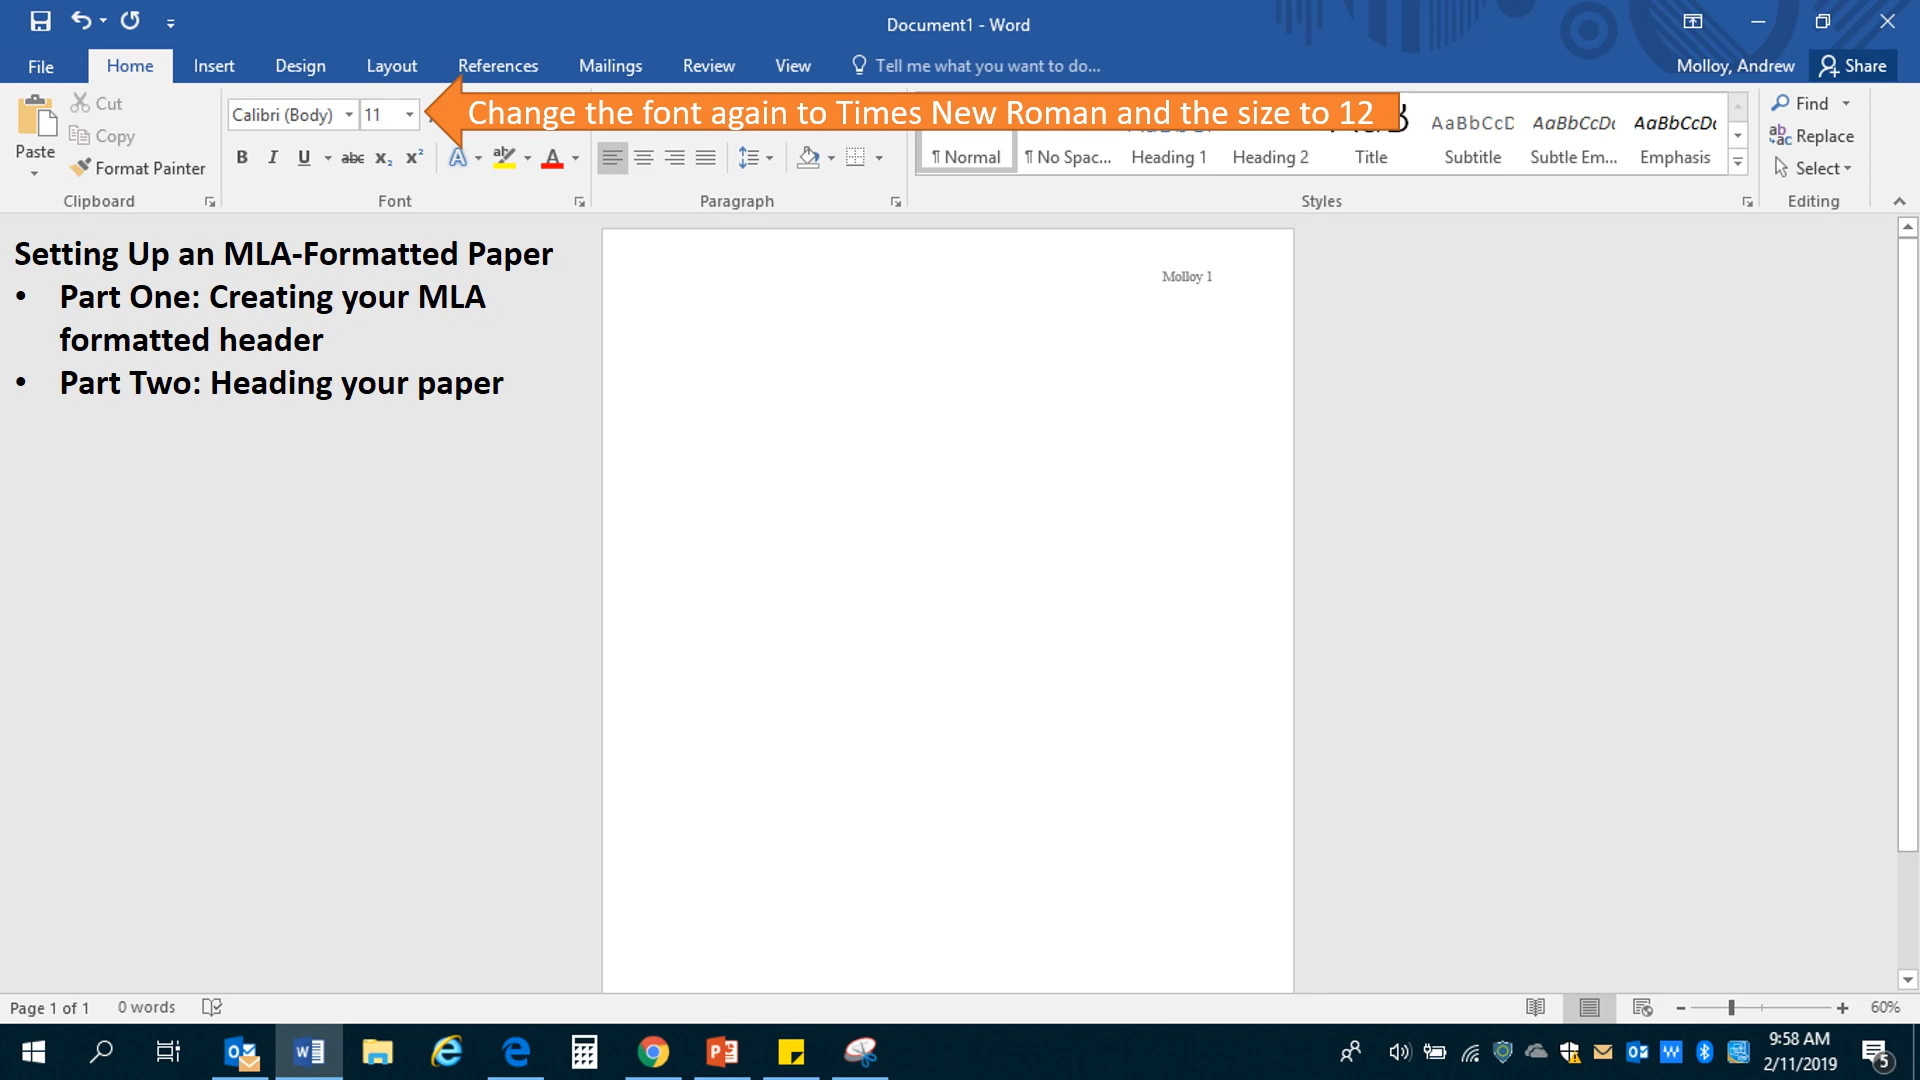 Document1 - Word
File Home Insert Design Layout References Mailings Review View Tell me what you want to do... Molloy, Andrew Share
Cut
Copy
Format Painter
Paste
Clipboard
Calibri (Body) 11
B I U abc x₂ x² A aby A
Font
Change the font again to Times New Roman and the size to 12
Paragraph
AaBbCcD AaBbCcDc AaBbCcDc
¶ Normal ¶ No Spac... Heading 1 Heading 2 Title Subtitle Subtle Em... Emphasis
Styles
Find
Replace
Select
Editing
Setting Up an MLA-Formatted Paper
• Part One: Creating your MLA
formatted header
• Part Two: Heading your paper
Molloy 1
Page 1 of 1 0 words 60%
9:58 AM
2/11/2019
5